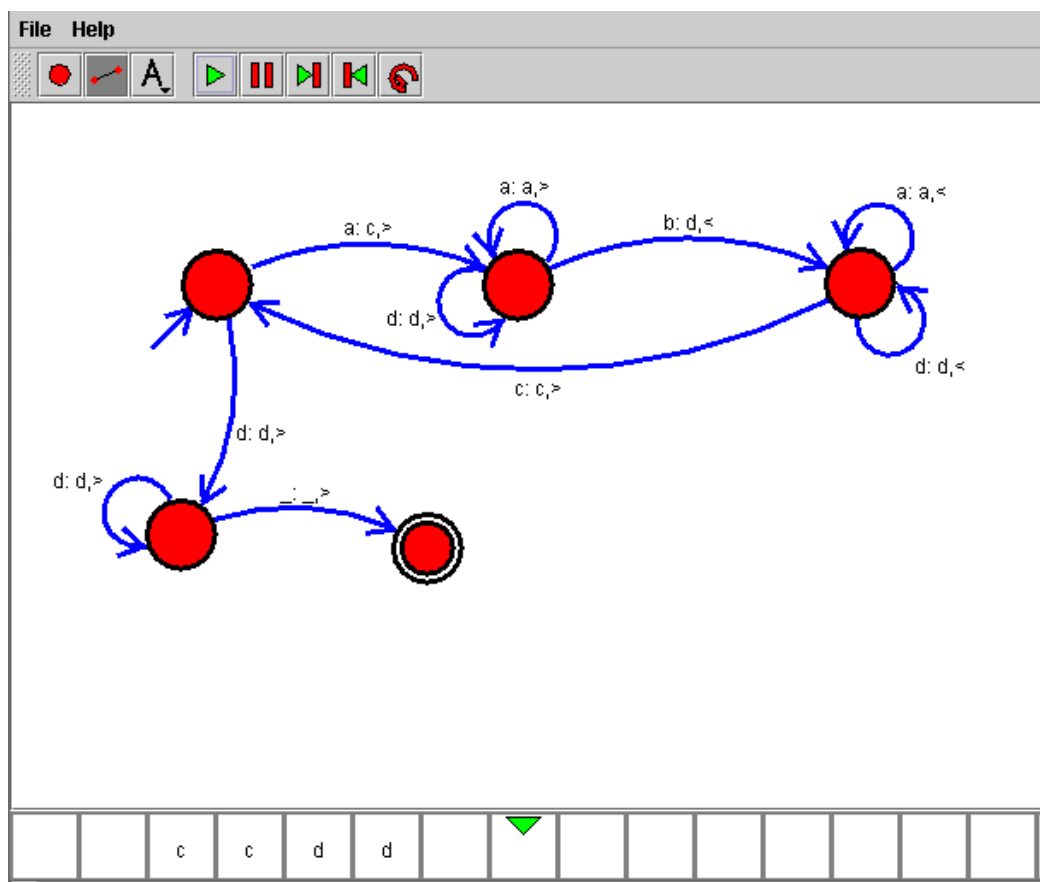 File Help
A
a: a,>
a: a,<
a: c,>
b: d,<
d: d,>
d: d,<
c: c,>
d: d,>
d: d,>
_: _,>
c c d d